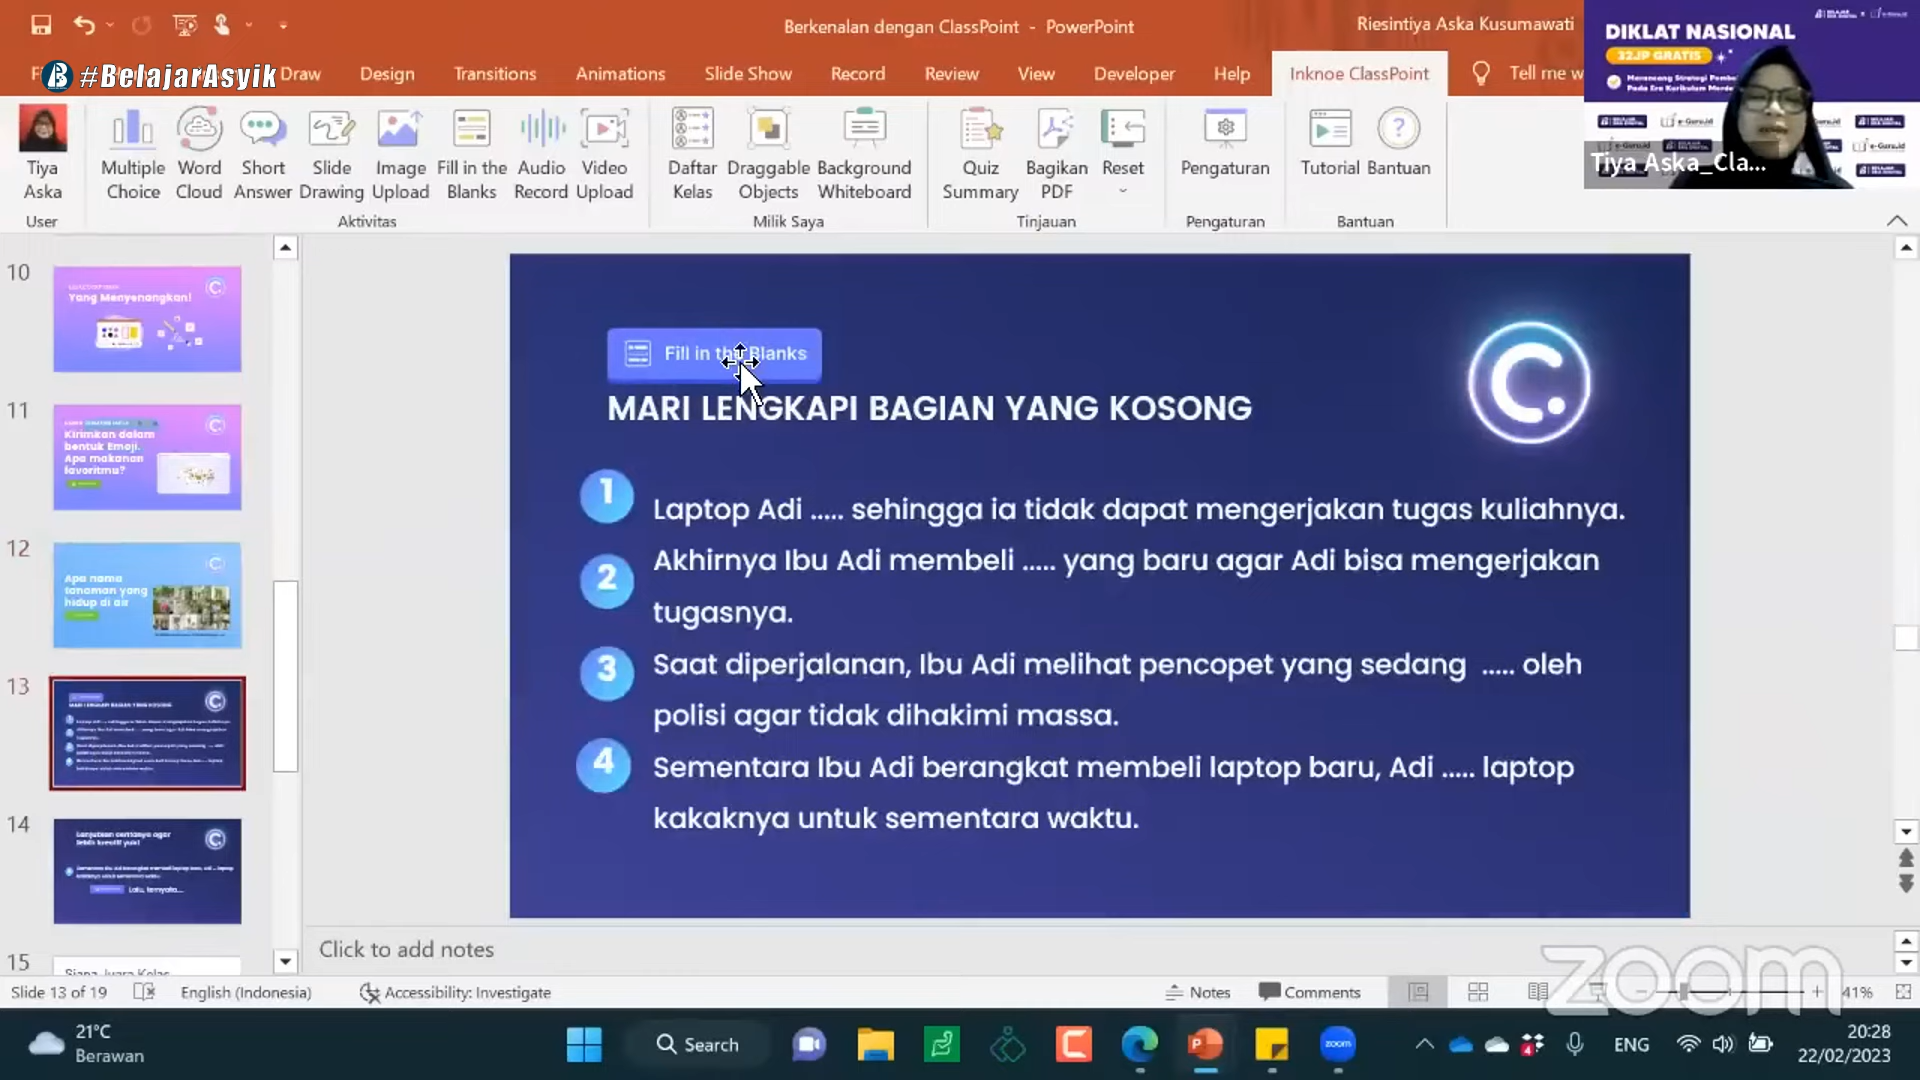 Berkenalan dengan ClassPoint - PowerPoint
Riesintiya Aska Kusumawati
#BelajarAsyik
Draw
Design
Transitions
Animations
Slide Show
Record
Review
View
Developer
Help
Inknoe ClassPoint
Tell me w
DIKLAT NASIONAL
32JP GRATIS
Tiya Aska_Cla...
Tiya Aska
User
Multiple Choice
Word Cloud
Short Answer
Slide Drawing
Image Upload
Fill in the Blanks
Audio Record
Video Upload
Aktivitas
Daftar Kelas
Draggable Objects
Background Whiteboard
Milik Saya
Quiz Summary
Bagikan PDF
Reset
Tinjauan
Pengaturan
Pengaturan
Tutorial
Bantuan
Bantuan
10
Yang Menyenangkan!
11
Kirimkan dalam
bentuk Emoji.
Apa makanan
favoritmu?
12
Apa nama
tanaman yang
hidup di air
13
14
Lanjutkan ceritanya agar
lebih kreatif yuk!
Lalu, ternyata....
15
Fill in the Blanks
MARI LENGKAPI BAGIAN YANG KOSONG
1
Laptop Adi ..... sehingga ia tidak dapat mengerjakan tugas kuliahnya.
2
Akhirnya Ibu Adi membeli ..... yang baru agar Adi bisa mengerjakan
tugasnya.
3
Saat diperjalanan, Ibu Adi melihat pencopet yang sedang ..... oleh
polisi agar tidak dihakimi massa.
4
Sementara Ibu Adi berangkat membeli laptop baru, Adi ..... laptop
kakaknya untuk sementara waktu.
Click to add notes
zoom
Slide 13 of 19
English (Indonesia)
Accessibility: Investigate
Notes
Comments
41%
21°C
Berawan
Search
zoom
ENG
20:28
22/02/2023